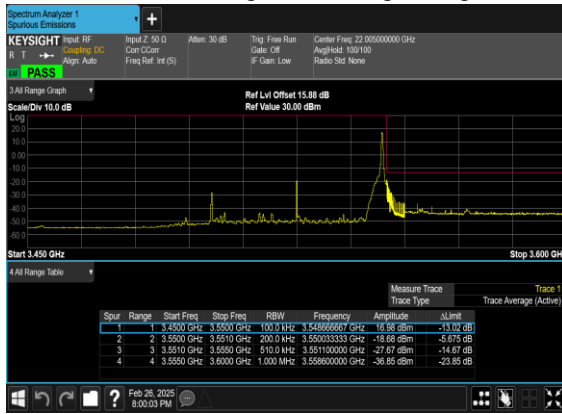 Spectrum Analyzer 1
Spurious Emissions
+
KEYSIGHT Input: RF Input Z: 50 Ω Atten: 30 dB Trig: Free Run Center Freq: 22.005000000 GHz
R T Coupling: DC Corr CCorr Gate: Off Avg|Hold: 100/100
Align: Auto Freq Ref: Int (S) IF Gain: Low Radio Std: None
PASS
3 All Range Graph
Ref Lvl Offset 15.88 dB
Scale/Div 10.0 dB Ref Value 30.00 dBm
Log
20.0
10.0
0.00
-10.0
-20.0
-30.0
-40.0
-50.0
-60.0
Start 3.450 GHz Stop 3.600 GH
4 All Range Table
Measure Trace Trace 1
Trace Type Trace Average (Active)
Spur Range Start Freq Stop Freq RBW Frequency Amplitude ΔLimit
1 1 3.4500 GHz 3.5500 GHz 100.0 kHz 3.548666667 GHz 16.98 dBm -13.02 dB
2 2 3.5500 GHz 3.5510 GHz 200.0 kHz 3.550033333 GHz -18.68 dBm -5.675 dB
3 3 3.5510 GHz 3.5550 GHz 510.0 kHz 3.551100000 GHz -27.67 dBm -14.67 dB
4 4 3.5550 GHz 3.6000 GHz 1.000 MHz 3.558600000 GHz -36.85 dBm -23.85 dB
? Feb 26, 2025
8:00:03 PM